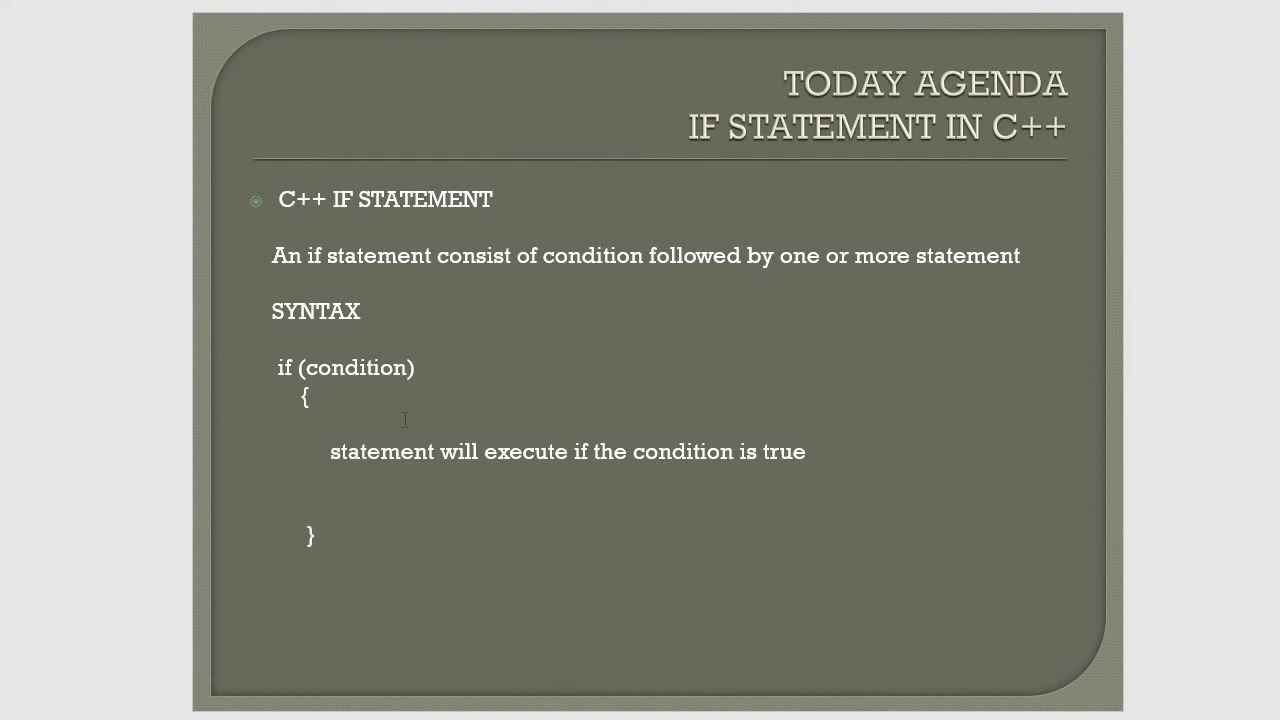 TODAY AGENDA
IF STATEMENT IN C++
C++ IF STATEMENT
An if statement consist of condition followed by one or more statement
SYNTAX
if (condition)
{
statement will execute if the condition is true
}